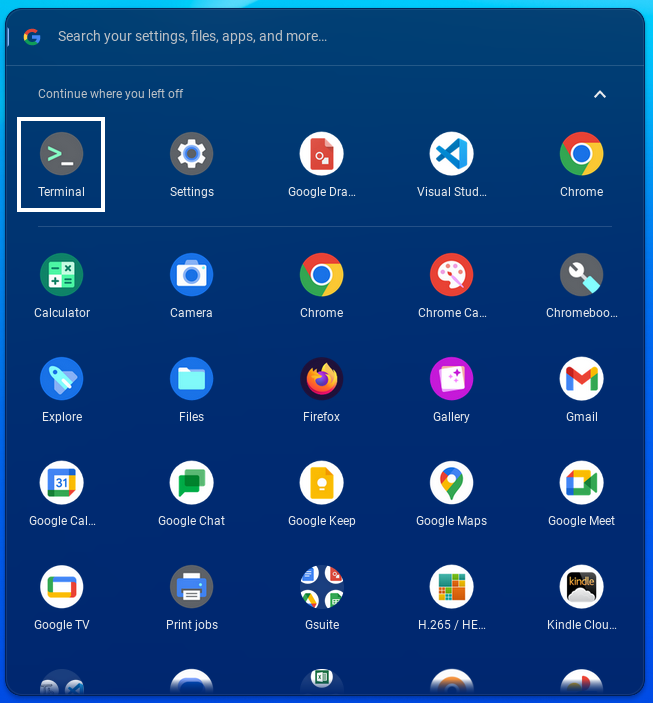 Search your settings, files, apps, and more…
Continue where you left off
>_
Terminal
Settings
Google Dra…
Visual Stud…
Chrome
Calculator
Camera
Chrome
Chrome Ca…
Chromeboo…
Explore
Files
Firefox
Gallery
Gmail
31
Google Cal…
Google Chat
Google Keep
Google Maps
Google Meet
kindle
Google TV
Print jobs
Gsuite
H.265 / HE…
Kindle Clou…